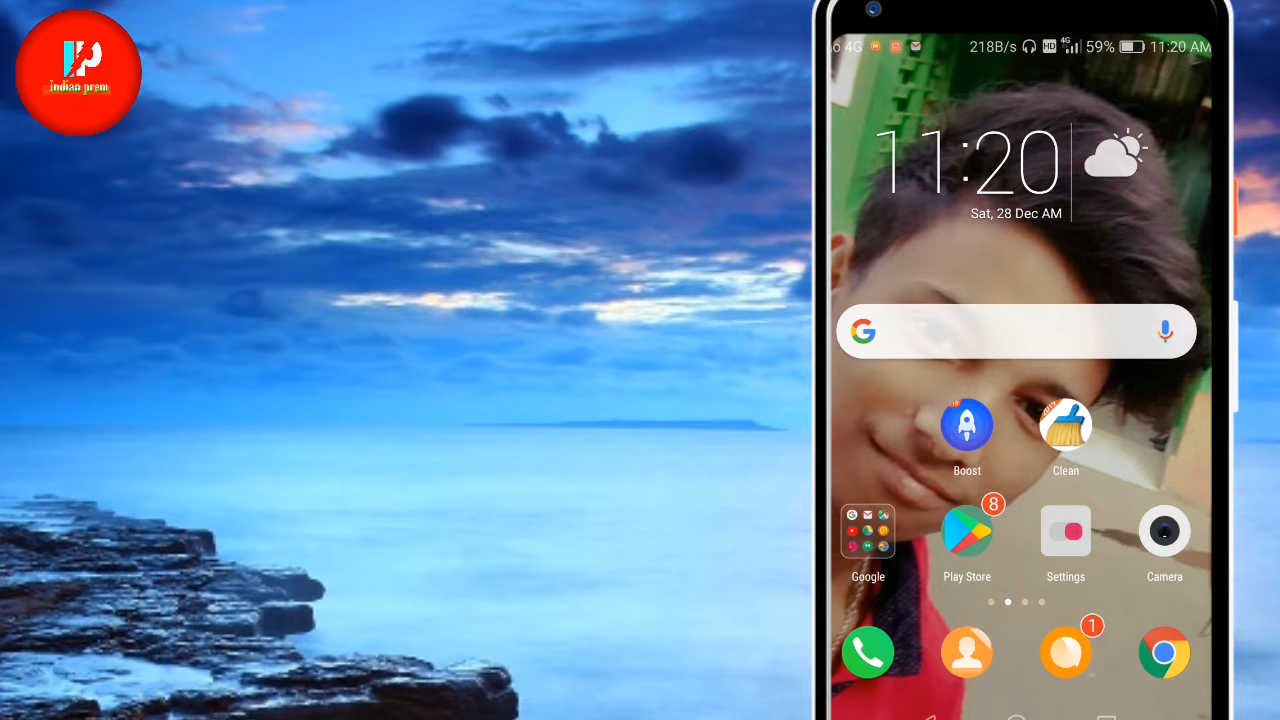 IP
Indian prem
4G 218B/s HD 4G 59% 11:20 AM
11:20
Sat, 28 Dec AM
Boost
Clean
8
Google
Play Store
Settings
Camera
1